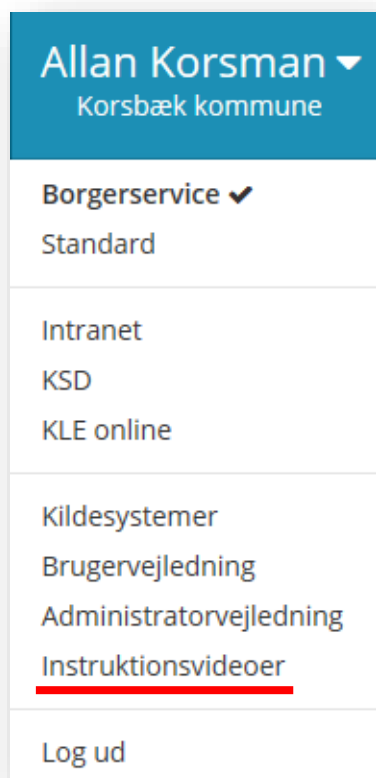 Allan Korsman
Korsbæk kommune
Borgerservice
Standard
Intranet
KSD
KLE online
Kildesystemer
Brugervejledning
Administratorvejledning
Instruktionsvideoer
Log ud